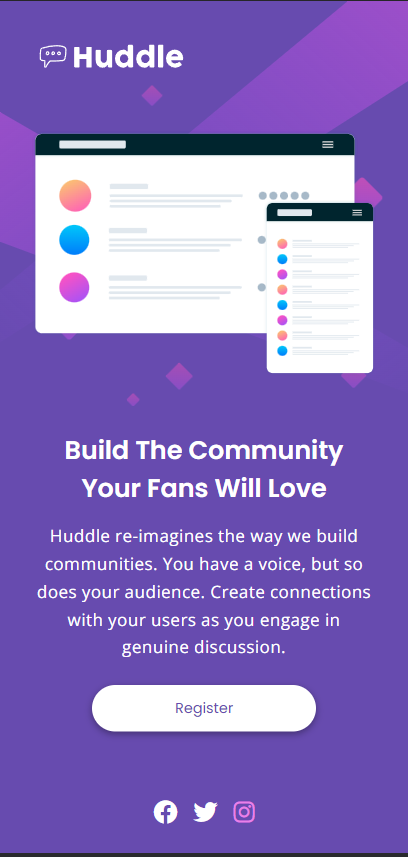 Huddle
Build The Community
Your Fans Will Love
Huddle re-imagines the way we build
communities. You have a voice, but so
does your audience. Create connections
with your users as you engage in
genuine discussion.
Register